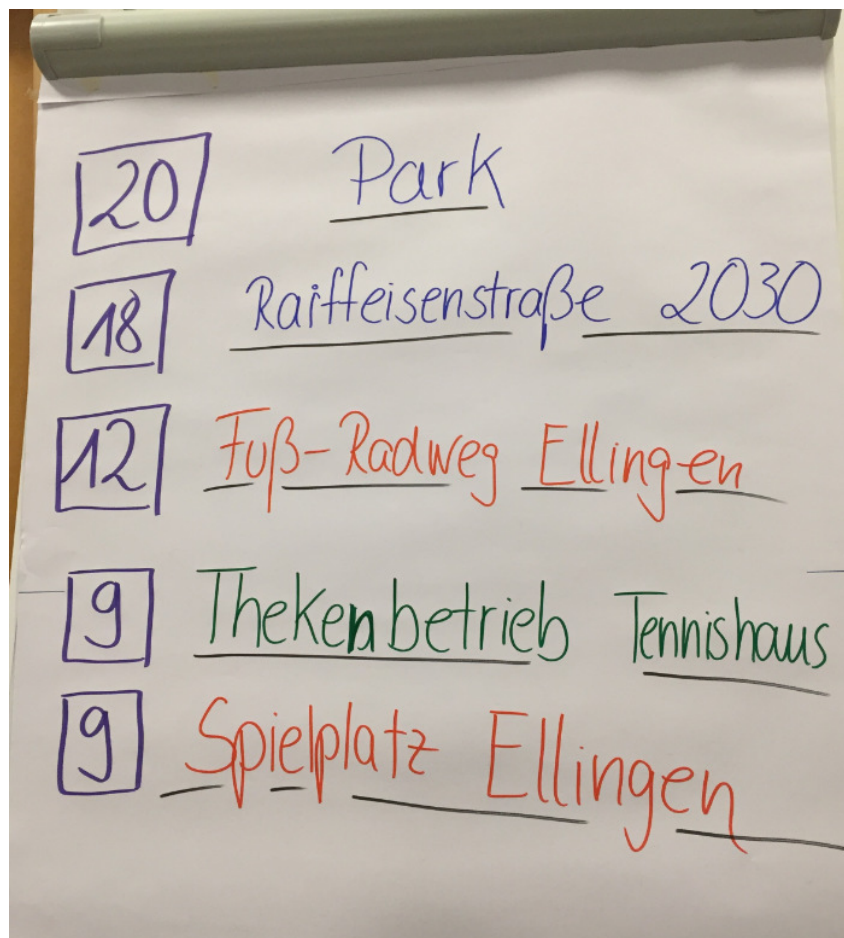 20 Park
18 Raiffeisenstraße 2030
12 Fuß-Radweg Ellingen
9 Thekenbetrieb Tennishaus
9 Spielplatz Ellingen